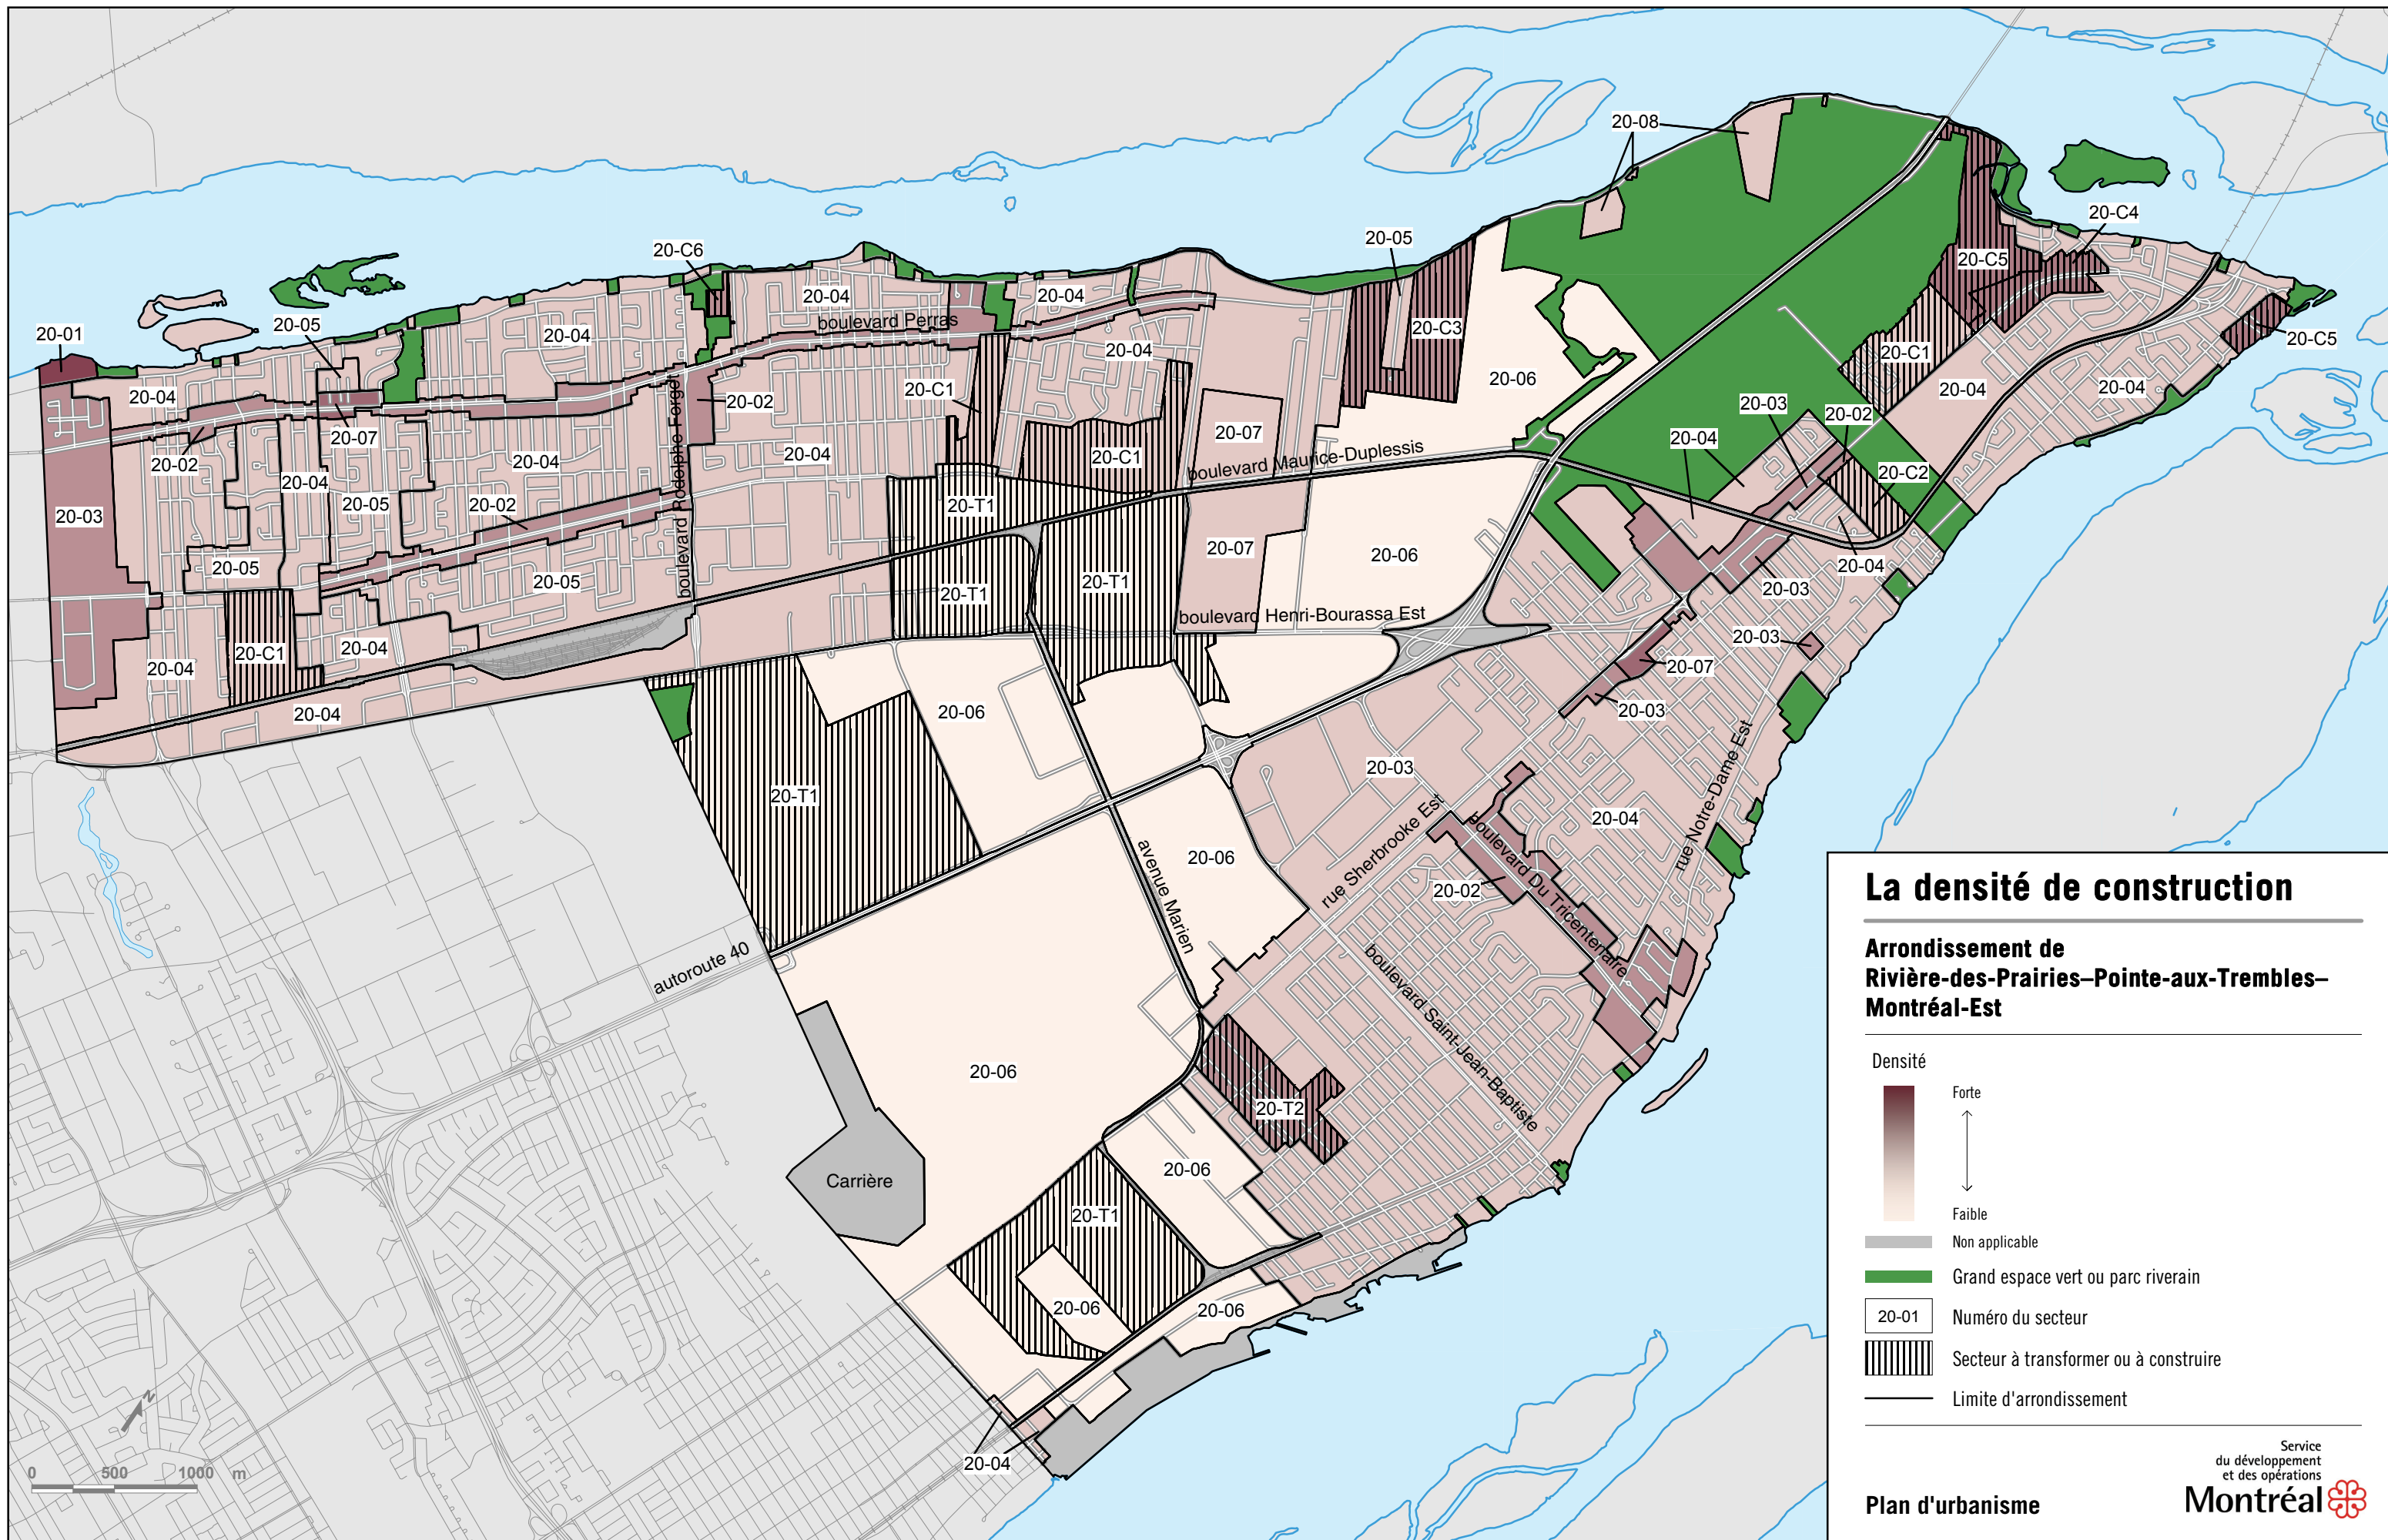 20-08
20-C4
20-05
20-C6
20-C5
20-04
20-04
boulevard Perras
20-05
20-01
20-04
20-C3
20-C5
20-04
20-C1
20-06
20-04
20-C1
20-04
20-04
20-02
20-03
20-02
20-07
20-07
20-04
20-02
boulevard Rodolphe Forget
20-04
20-04
20-C1
boulevard Maurice-Duplessis
20-C2
20-04
20-05
20-02
20-T1
20-03
20-07
20-06
20-05
20-05
20-T1
20-T1
20-04
20-03
boulevard Henri-Bourassa Est
20-03
20-04
20-C1
20-04
20-07
20-04
20-06
20-03
20-T1
20-03
rue Notre-Dame Est
20-04
rue Sherbrooke Est
boulevard Du Tricentenaire
20-06
avenue Marien
20-02
autoroute 40
boulevard Saint-Jean-Baptiste
20-06
20-T2
20-06
Carrière
20-T1
20-06
20-06
20-04
N
0 500 1000 m
La densité de construction
Arrondissement de
Rivière-des-Prairies–Pointe-aux-Trembles–
Montréal-Est
Densité
Forte
Faible
Non applicable
Grand espace vert ou parc riverain
20-01 Numéro du secteur
Secteur à transformer ou à construire
Limite d'arrondissement
Service
du développement
et des opérations
Plan d'urbanisme
Montréal